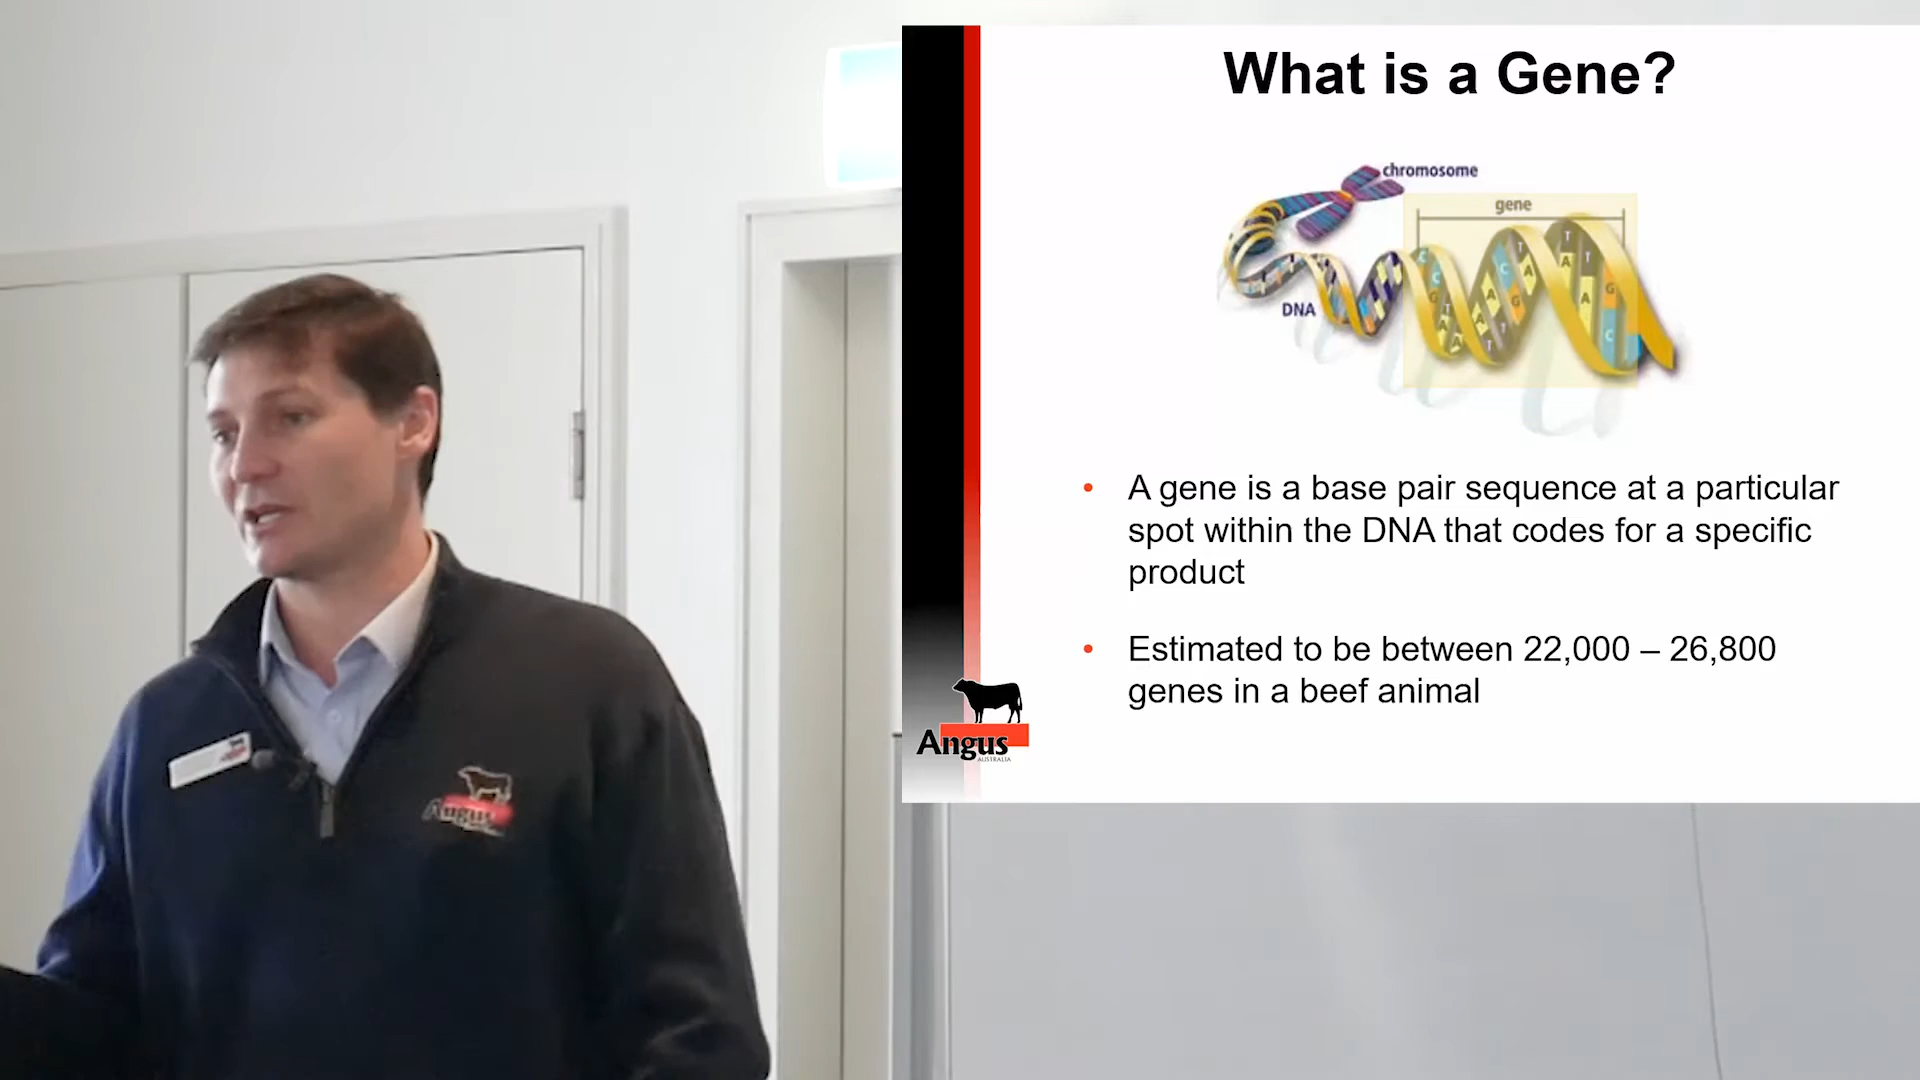 What is a Gene?
chromosome
gene
DNA
• A gene is a base pair sequence at a particular
spot within the DNA that codes for a specific
product
• Estimated to be between 22,000 – 26,800
genes in a beef animal
Angus
AUSTRALIA
Angus